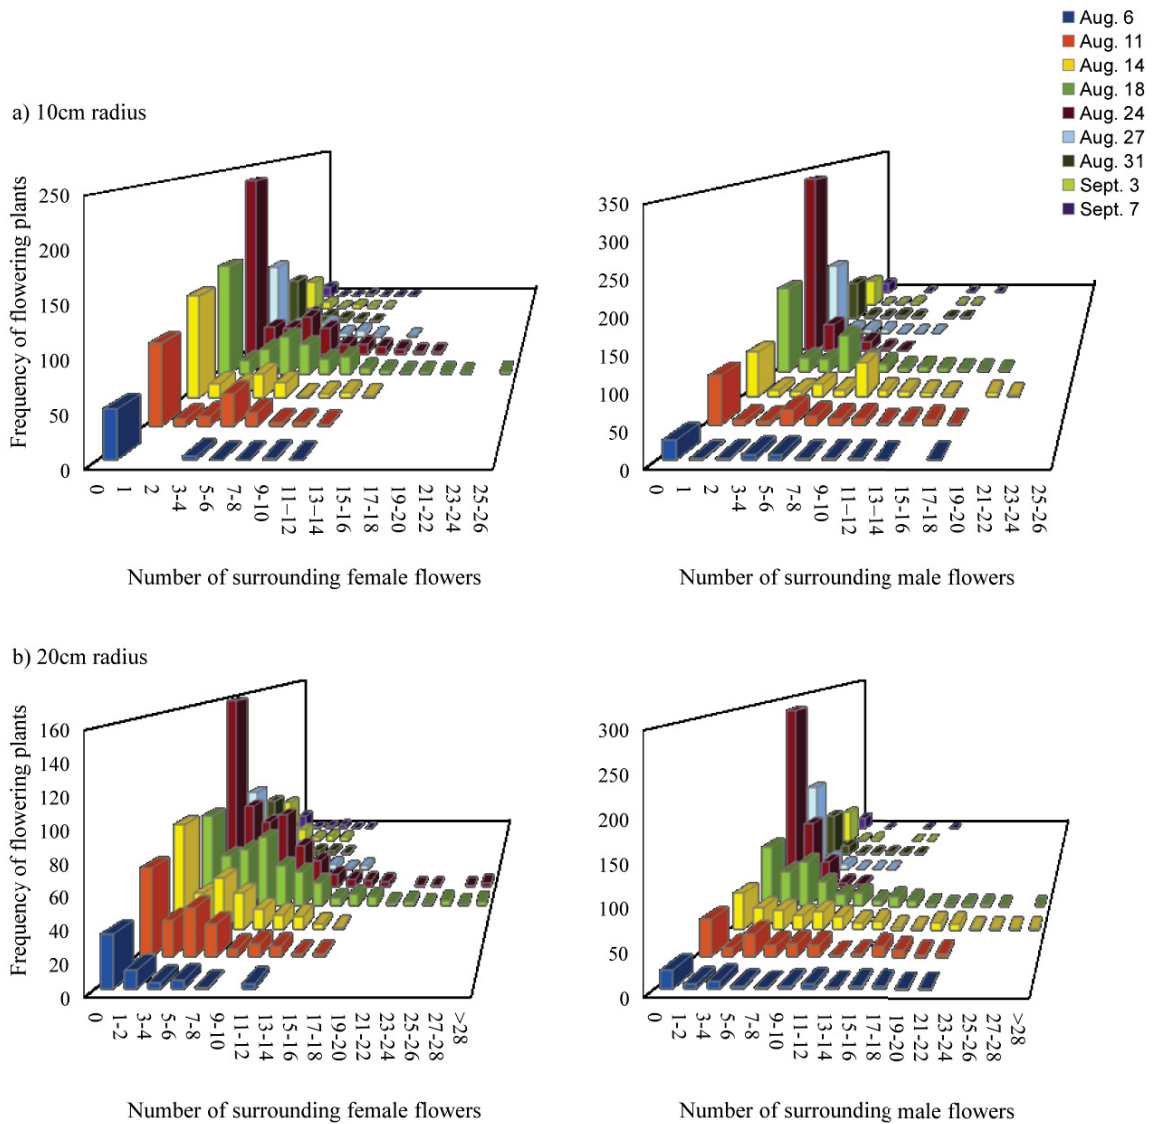 Aug. 6
Aug. 11
Aug. 14
Aug. 18
Aug. 24
Aug. 27
Aug. 31
Sept. 3
Sept. 7
a) 10cm radius
Frequency of flowering plants
250
200
150
100
50
0
0 1 2 3-4 5-6 7-8 9-10 11–12 13–14 15-16 17-18 19-20 21-22 23-24 25-26
Number of surrounding female flowers
350
300
250
200
150
100
50
0
0 1 2 3-4 5-6 7-8 9-10 11–12 13–14 15-16 17-18 19-20 21-22 23-24 25-26
Number of surrounding male flowers
b) 20cm radius
Frequency of flowering plants
160
140
120
100
80
60
40
20
0
0 1-2 3-4 5-6 7-8 9-10 11-12 13-14 15-16 17-18 19-20 21-22 23-24 25-26 27-28 >28
Number of surrounding female flowers
300
250
200
150
100
50
0
0 1-2 3-4 5-6 7-8 9-10 11-12 13-14 15-16 17-18 19-20 21-22 23-24 25-26 27-28 >28
Number of surrounding male flowers